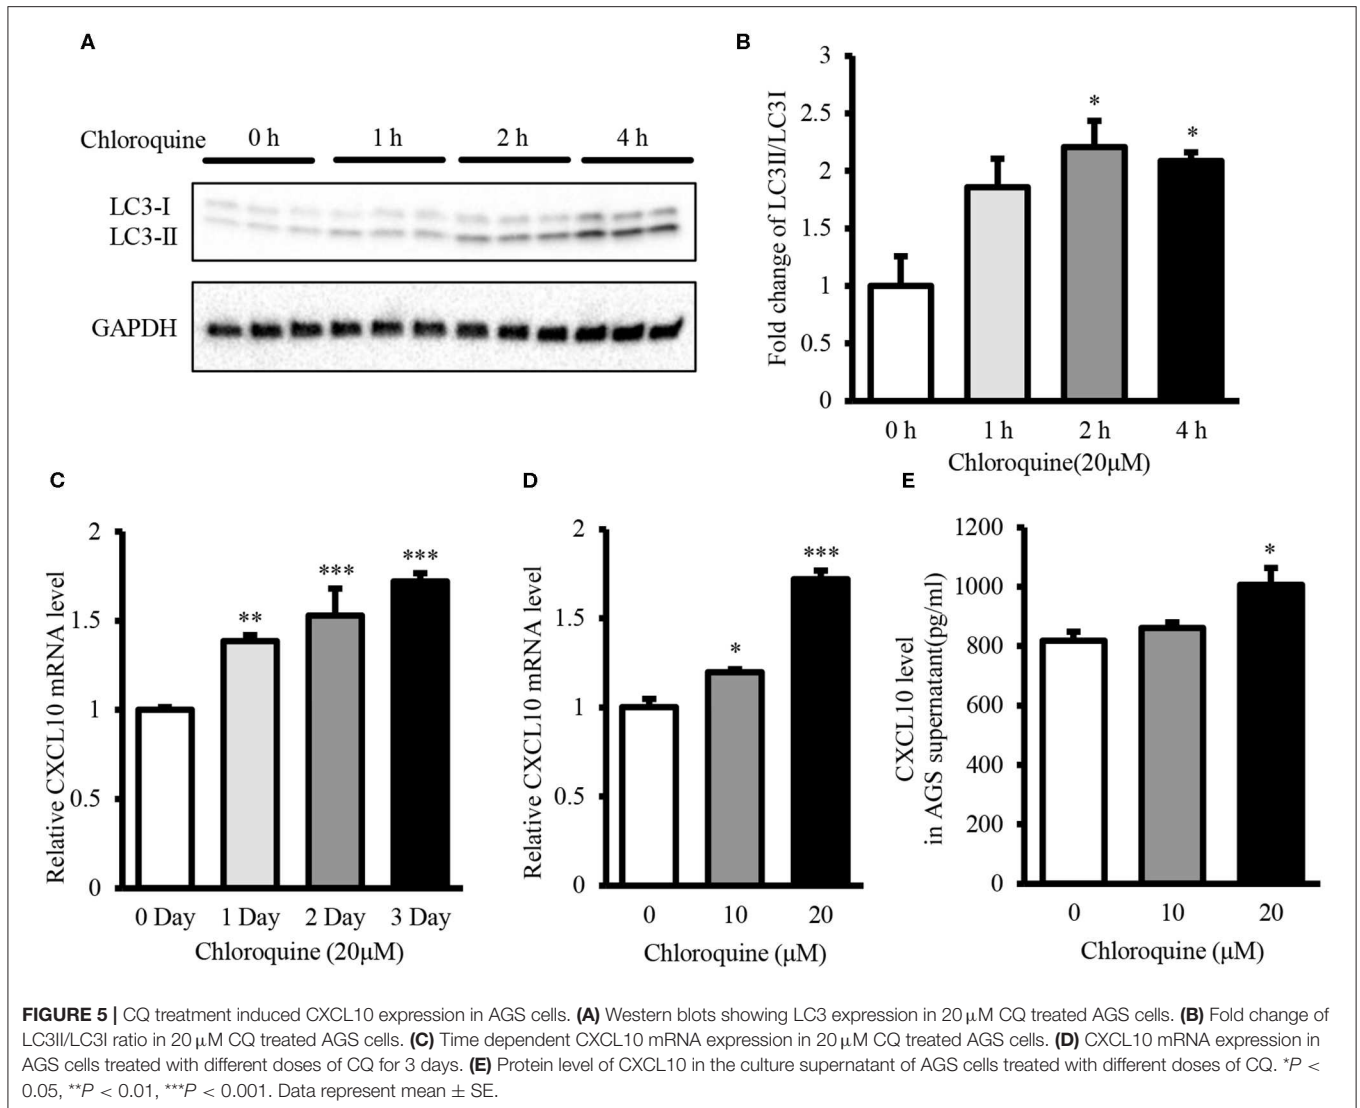 A
Chloroquine 0 h 1 h 2 h 4 h
LC3-I
LC3-II
GAPDH
B
Fold change of LC3II/LC3I
3
2.5
2
1.5
1
0.5
0
0 h 1 h 2 h 4 h
Chloroquine(20μM)
* *
C
Relative CXCL10 mRNA level
2
1.5
1
0.5
0
** *** ***
0 Day 1 Day 2 Day 3 Day
Chloroquine (20μM)
D
Relative CXCL10 mRNA level
2
1.5
1
0.5
0
* ***
0 10 20
Chloroquine (μM)
E
CXCL10 level
in AGS supernatant(pg/ml)
1200
1000
800
600
400
200
0
*
0 10 20
Chloroquine (μM)
FIGURE 5 | CQ treatment induced CXCL10 expression in AGS cells. (A) Western blots showing LC3 expression in 20 μM CQ treated AGS cells. (B) Fold change of
LC3II/LC3I ratio in 20 μM CQ treated AGS cells. (C) Time dependent CXCL10 mRNA expression in 20 μM CQ treated AGS cells. (D) CXCL10 mRNA expression in
AGS cells treated with different doses of CQ for 3 days. (E) Protein level of CXCL10 in the culture supernatant of AGS cells treated with different doses of CQ. *P <
0.05, **P < 0.01, ***P < 0.001. Data represent mean ± SE.